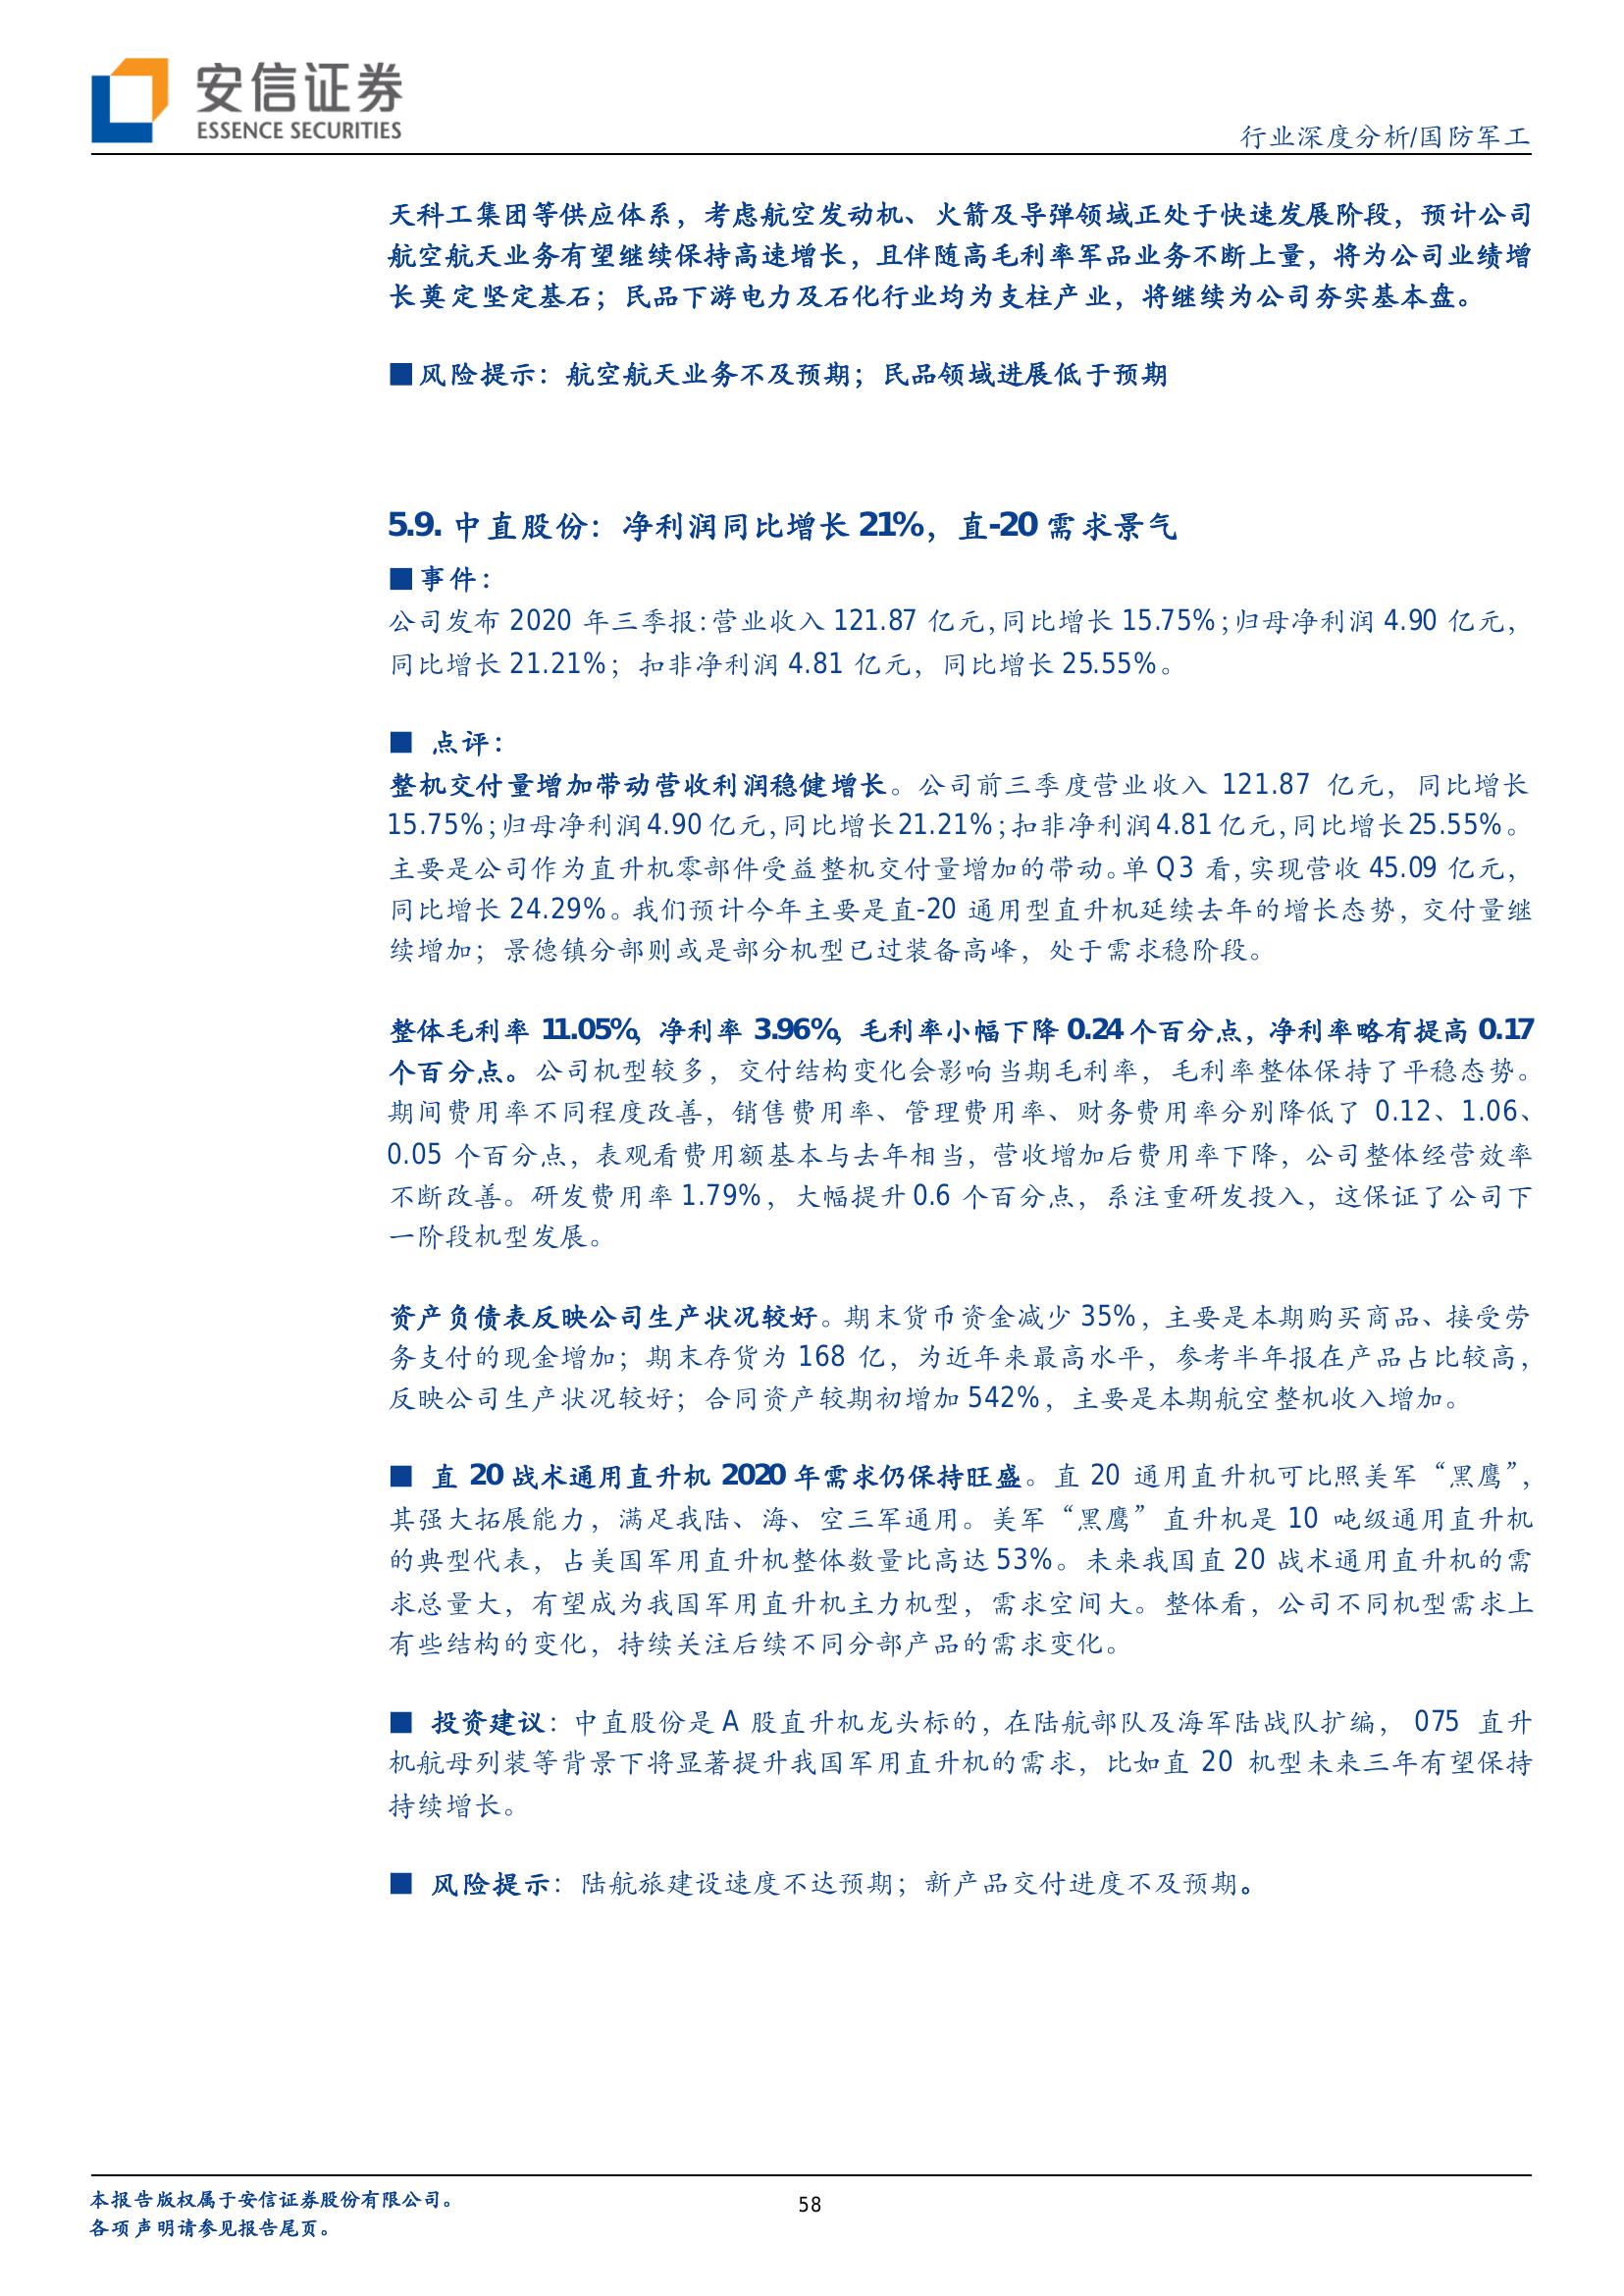 安信证券
ESSENCE SECURITIES
行业深度分析/国防军工
天科工集团等供应体系，考虑航空发动机、火箭及导弹领域正处于快速发展阶段，预计公司
航空航天业务有望继续保持高速增长，且伴随高毛利率军品业务不断上量，将为公司业绩增
长奠定坚定基石；民品下游电力及石化行业均为支柱产业，将继续为公司夯实基本盘。
■风险提示：航空航天业务不及预期；民品领域进展低于预期
5.9. 中直股份：净利润同比增长 21%，直-20 需求景气
■事件：
公司发布 2020 年三季报：营业收入 121.87 亿元，同比增长 15.75%；归母净利润 4.90 亿元，
同比增长 21.21%；扣非净利润 4.81 亿元，同比增长 25.55%。
■ 点评：
整机交付量增加带动营收利润稳健增长。公司前三季度营业收入 121.87 亿元，同比增长
15.75%；归母净利润 4.90 亿元，同比增长 21.21%；扣非净利润 4.81 亿元，同比增长 25.55%。
主要是公司作为直升机零部件受益整机交付量增加的带动。单 Q3 看，实现营收 45.09 亿元，
同比增长 24.29%。我们预计今年主要是直-20 通用型直升机延续去年的增长态势，交付量继
续增加；景德镇分部则或是部分机型已过装备高峰，处于需求稳阶段。
整体毛利率 11.05%，净利率 3.96%，毛利率小幅下降 0.24 个百分点，净利率略有提高 0.17
个百分点。公司机型较多，交付结构变化会影响当期毛利率，毛利率整体保持了平稳态势。
期间费用率不同程度改善，销售费用率、管理费用率、财务费用率分别降低了 0.12、1.06、
0.05 个百分点，表观看费用额基本与去年相当，营收增加后费用率下降，公司整体经营效率
不断改善。研发费用率 1.79%，大幅提升 0.6 个百分点，系注重研发投入，这保证了公司下
一阶段机型发展。
资产负债表反映公司生产状况较好。期末货币资金减少 35%，主要是本期购买商品、接受劳
务支付的现金增加；期末存货为 168 亿，为近年来最高水平，参考半年报在产品占比较高，
反映公司生产状况较好；合同资产较期初增加 542%，主要是本期航空整机收入增加。
■ 直 20 战术通用直升机 2020 年需求仍保持旺盛。直 20 通用直升机可比照美军“黑鹰”，
其强大拓展能力，满足我陆、海、空三军通用。美军“黑鹰”直升机是 10 吨级通用直升机
的典型代表，占美国军用直升机整体数量比高达 53%。未来我国直 20 战术通用直升机的需
求总量大，有望成为我国军用直升机主力机型，需求空间大。整体看，公司不同机型需求上
有些结构的变化，持续关注后续不同分部产品的需求变化。
■ 投资建议：中直股份是 A 股直升机龙头标的，在陆航部队及海军陆战队扩编， 075 直升
机航母列装等背景下将显著提升我国军用直升机的需求，比如直 20 机型未来三年有望保持
持续增长。
■ 风险提示：陆航旅建设速度不达预期；新产品交付进度不及预期。
本报告版权属于安信证券股份有限公司。
58
各项声明请参见报告尾页。